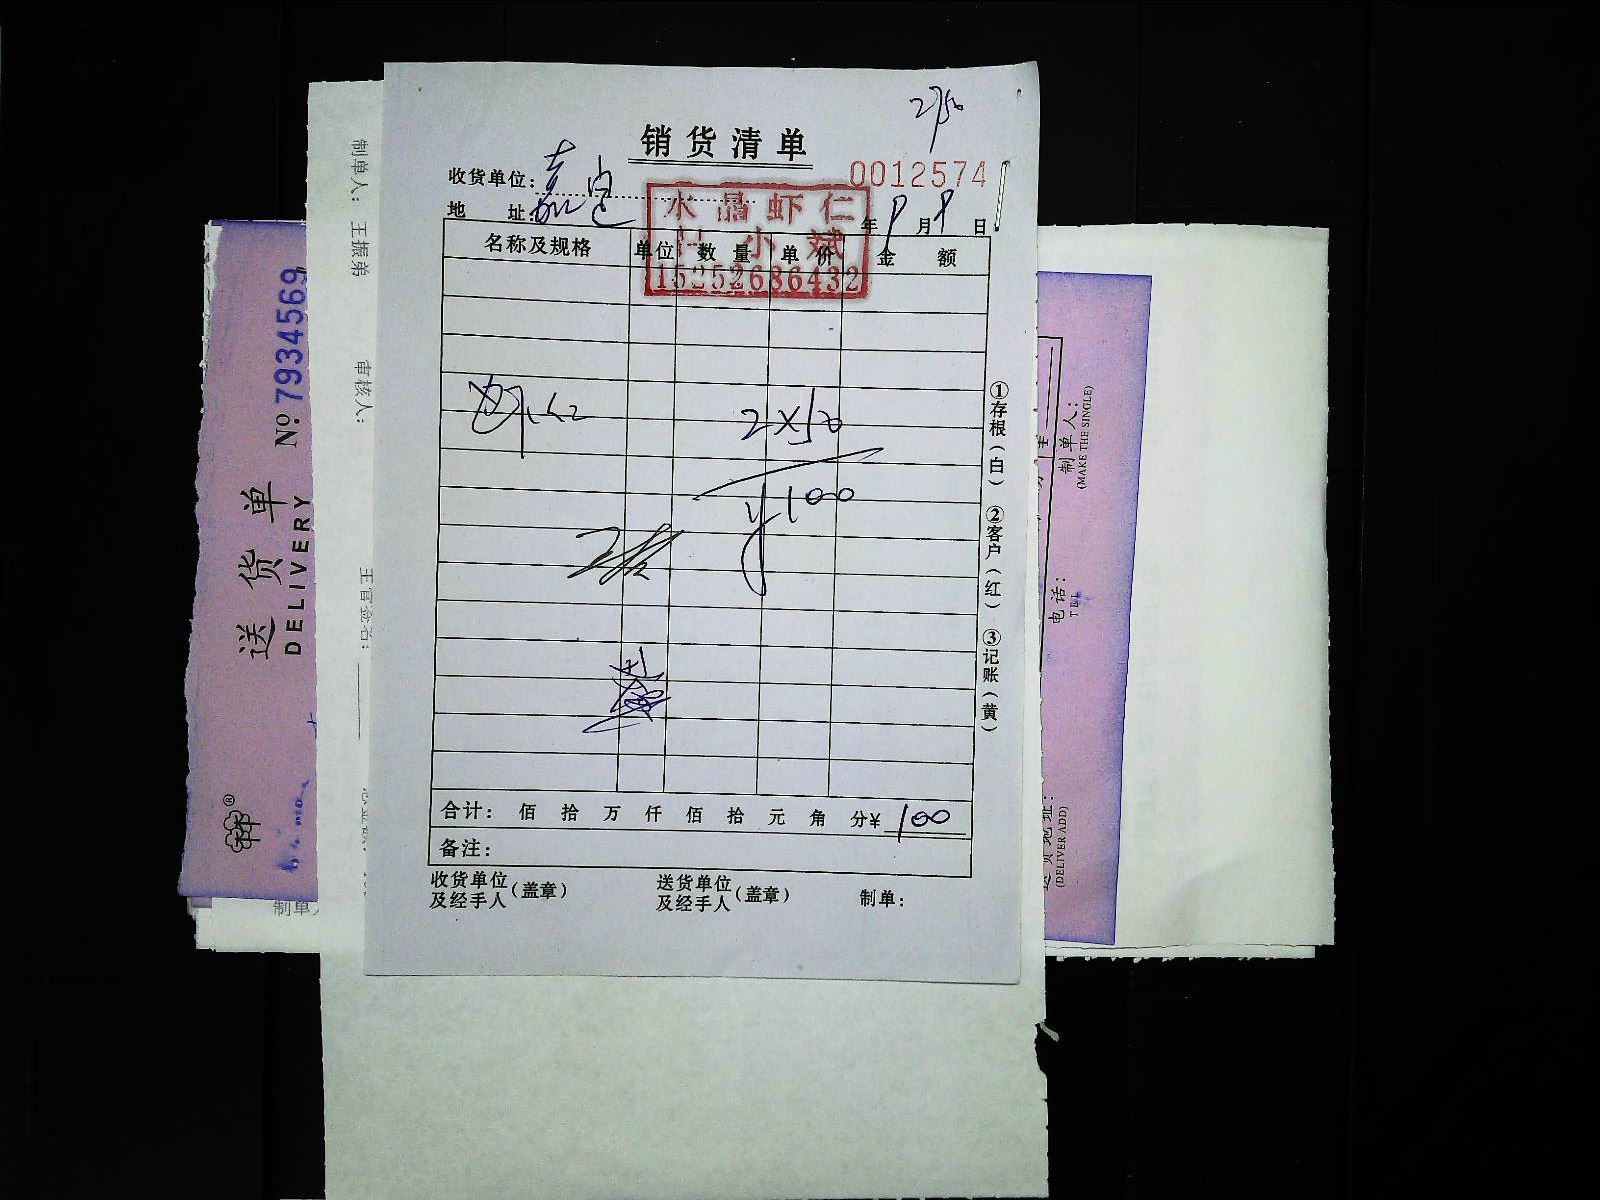 销货清单
0012574
收货单位：
地　址：
年 9 月 9 日
水晶虾仁
小斌
15252686432
名称及规格 单位 数量 单价 金额
虾仁 2×50
¥100
合计： 佰 拾 万 仟 佰 拾 元 角 分¥ 100
备注：
收货单位及经手人（盖章） 送货单位及经手人（盖章） 制单：
①存根（白） ②客户（红） ③记账（黄）
送货单
DELIVERY
№ 7934569
制单人： 王振弟 审核人：
制单人：
(MAKE THE SINGLE)
电话：
TEL
(DELIVER ADD)